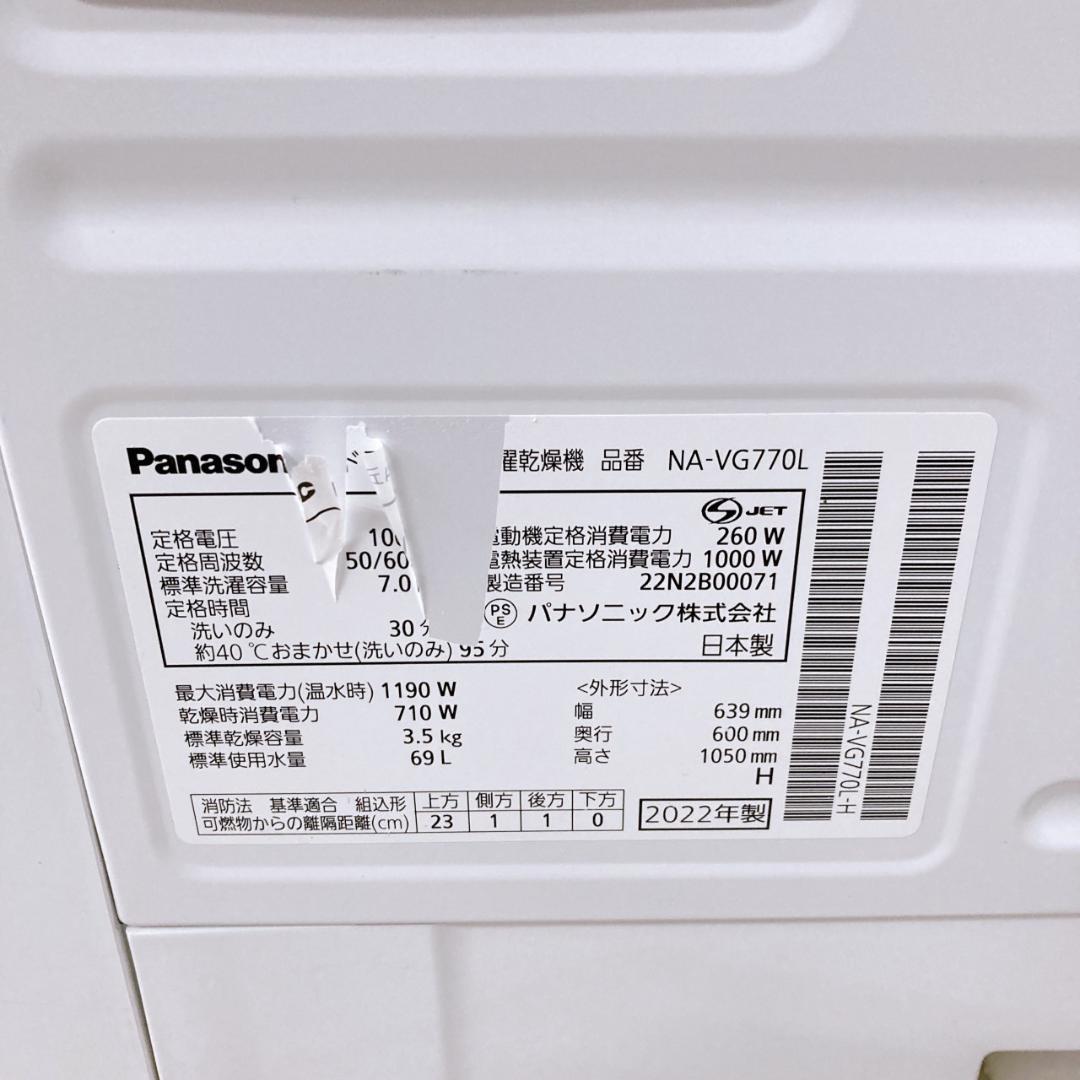 Panason ド 濯乾燥機 品番 NA-VG770L
JET
定格電圧 10
電動機定格消費電力 260 W
定格周波数 50/60
電熱装置定格消費電力 1000 W
標準洗濯容量 7.0
製造番号 22N2B00071
定格時間
PS E パナソニック株式会社
洗いのみ 30分
日本製
約40℃おまかせ(洗いのみ) 95分
最大消費電力(温水時) 1190 W
乾燥時消費電力 710 W
標準乾燥容量 3.5 kg
標準使用水量 69 L
<外形寸法>
幅 639 mm
奥行 600 mm
高さ 1050 mm
H
消防法 基準適合 組込形 上方 側方 後方 下方
可燃物からの離隔距離(cm) 23 1 1 0
2022年製
NA-VG770L-H